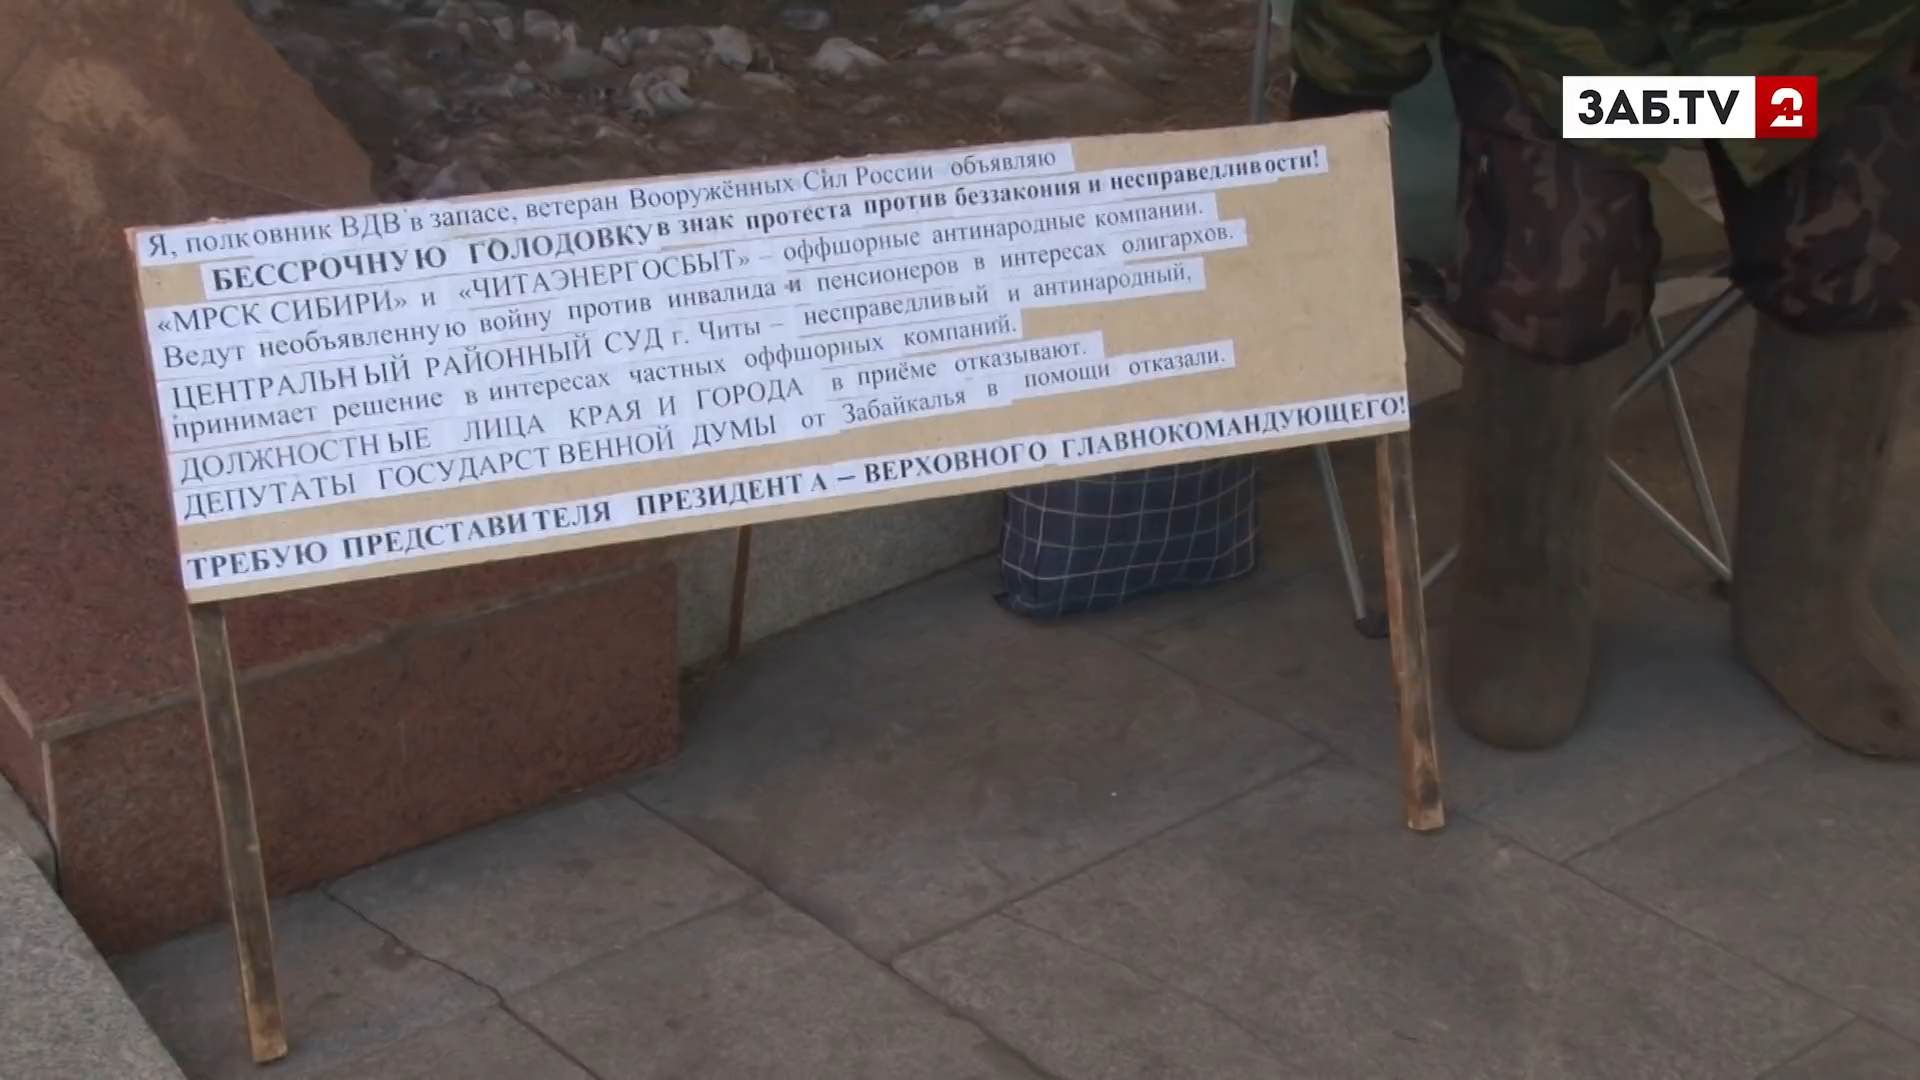 ЗАБ.TV 24
Я, полковник ВДВ в запасе, ветеран Вооружённых Сил России объявляю
БЕССРОЧНУЮ ГОЛОДОВКУ в знак протеста против беззакония и несправедливости!
«МРСК СИБИРИ» и «ЧИТАЭНЕРГОСБЫТ» – оффшорные антинародные компании.
Ведут необъявленную войну против инвалида и пенсионеров в интересах олигархов.
ЦЕНТРАЛЬНЫЙ РАЙОННЫЙ СУД г. Читы – несправедливый и антинародный,
принимает решение в интересах частных оффшорных компаний.
ДОЛЖНОСТНЫЕ ЛИЦА КРАЯ И ГОРОДА в приёме отказывают.
ДЕПУТАТЫ ГОСУДАРСТВЕННОЙ ДУМЫ от Забайкалья в помощи отказали.
ТРЕБУЮ ПРЕДСТАВИТЕЛЯ ПРЕЗИДЕНТА – ВЕРХОВНОГО ГЛАВНОКОМАНДУЮЩЕГО!